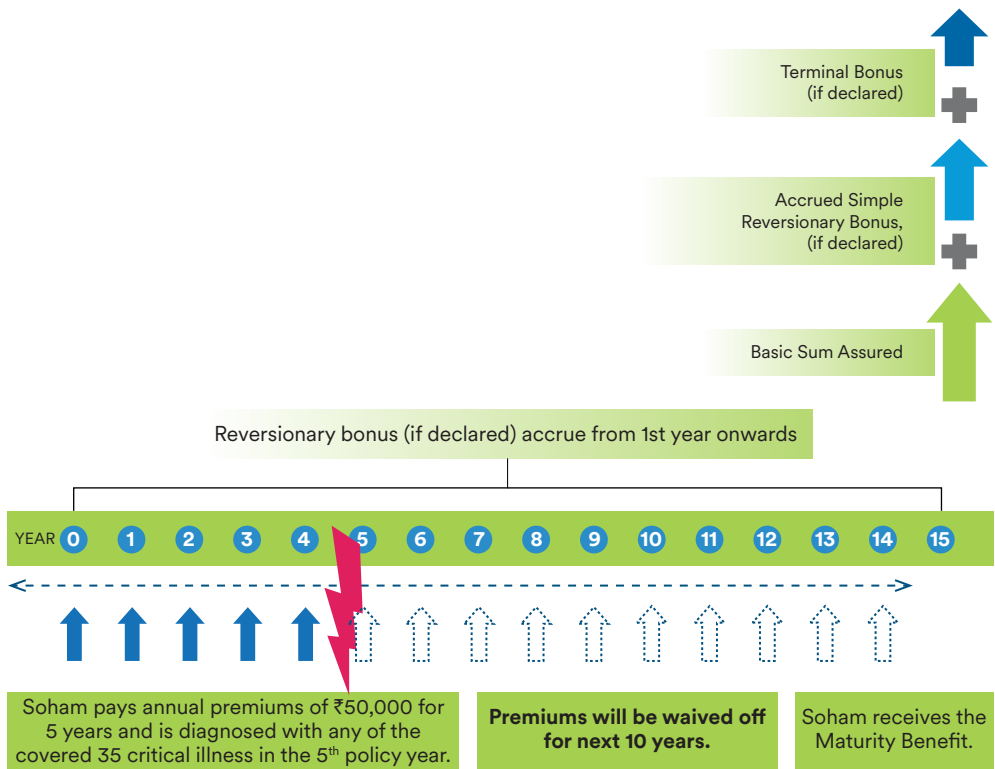 Terminal Bonus
(if declared)
Accrued Simple
Reversionary Bonus,
(if declared)
Basic Sum Assured
Reversionary bonus (if declared) accrue from 1st year onwards
YEAR 0 1 2 3 4 5 6 7 8 9 10 11 12 13 14 15
Soham pays annual premiums of ₹50,000 for
5 years and is diagnosed with any of the
covered 35 critical illness in the 5th policy year.
Premiums will be waived off
for next 10 years.
Soham receives the
Maturity Benefit.